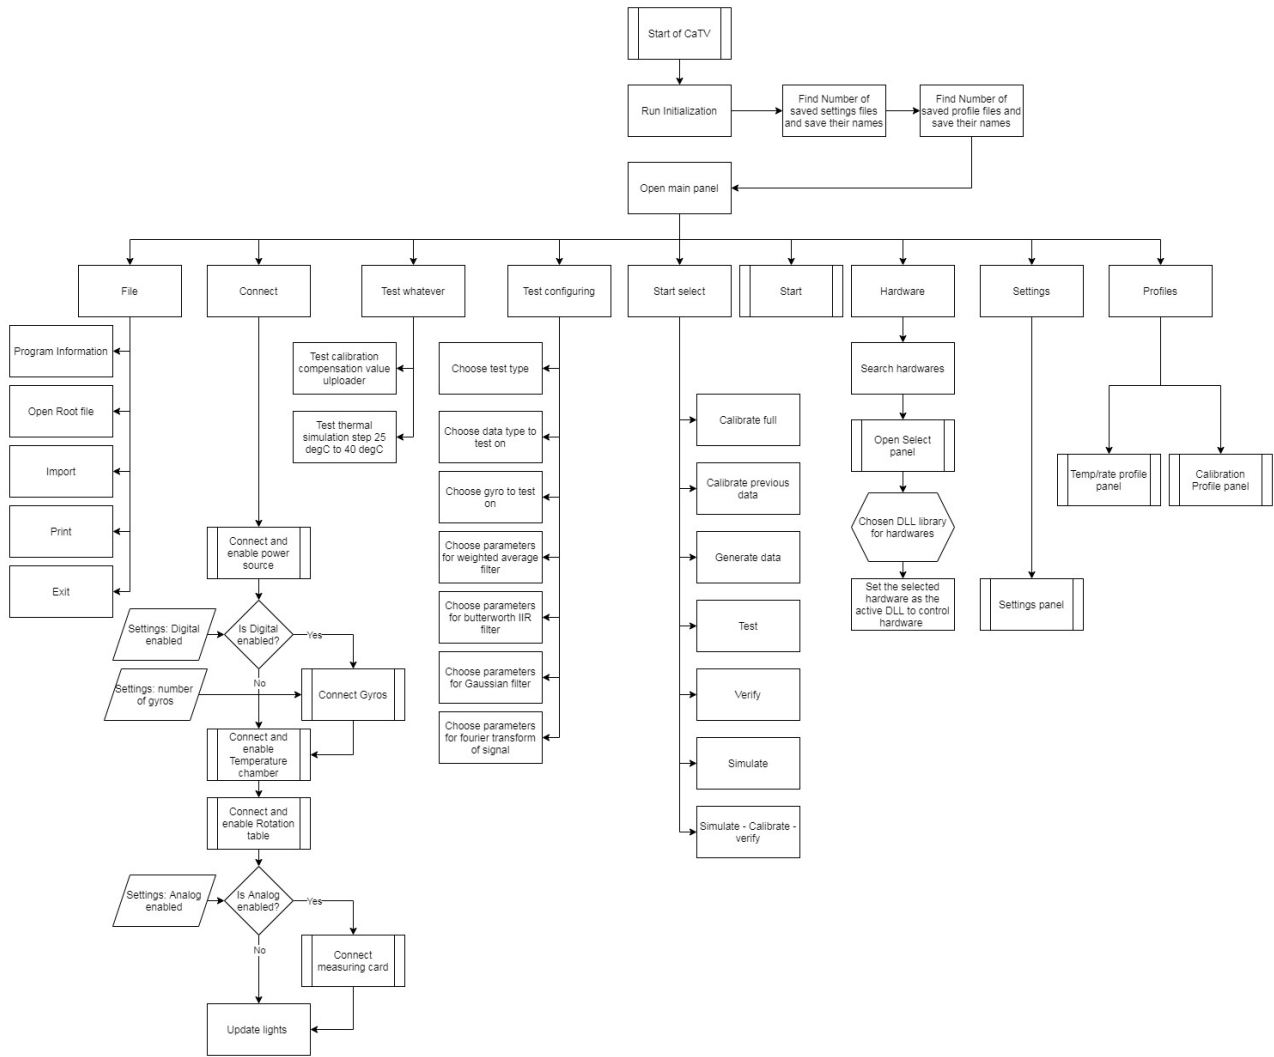 Start of CaTV
Run Initialization
Find Number of
saved settings files
and save their names
Find Number of
saved profile files and
save their names
Open main panel
File
Connect
Test whatever
Test configuring
Start select
Start
Hardware
Settings
Profiles
Program Information
Open Root file
Import
Print
Exit
Connect and
enable power
source
Settings: Digital
enabled
Is Digital
enabled?
Yes
No
Settings: number
of gyros
Connect Gyros
Connect and
enable
Temperature
chamber
Connect and
enable Rotation
table
Settings: Analog
enabled
Is Analog
enabled?
Yes
No
Connect
measuring card
Update lights
Test calibration
compensation value
ulploader
Test thermal
simulation step 25
degC to 40 degC
Choose test type
Choose data type to
test on
Choose gyro to test
on
Choose parameters
for weighted average
filter
Choose parameters
for butterworth IIR
filter
Choose parameters
for Gaussian filter
Choose parameters
for fourier transform
of signal
Calibrate full
Calibrate previous
data
Generate data
Test
Verify
Simulate
Simulate - Calibrate -
verify
Search hardwares
Open Select
panel
Chosen DLL library
for hardwares
Set the selected
hardware as the
active DLL to control
hardware
Settings panel
Temp/rate profile
panel
Calibration
Profile panel